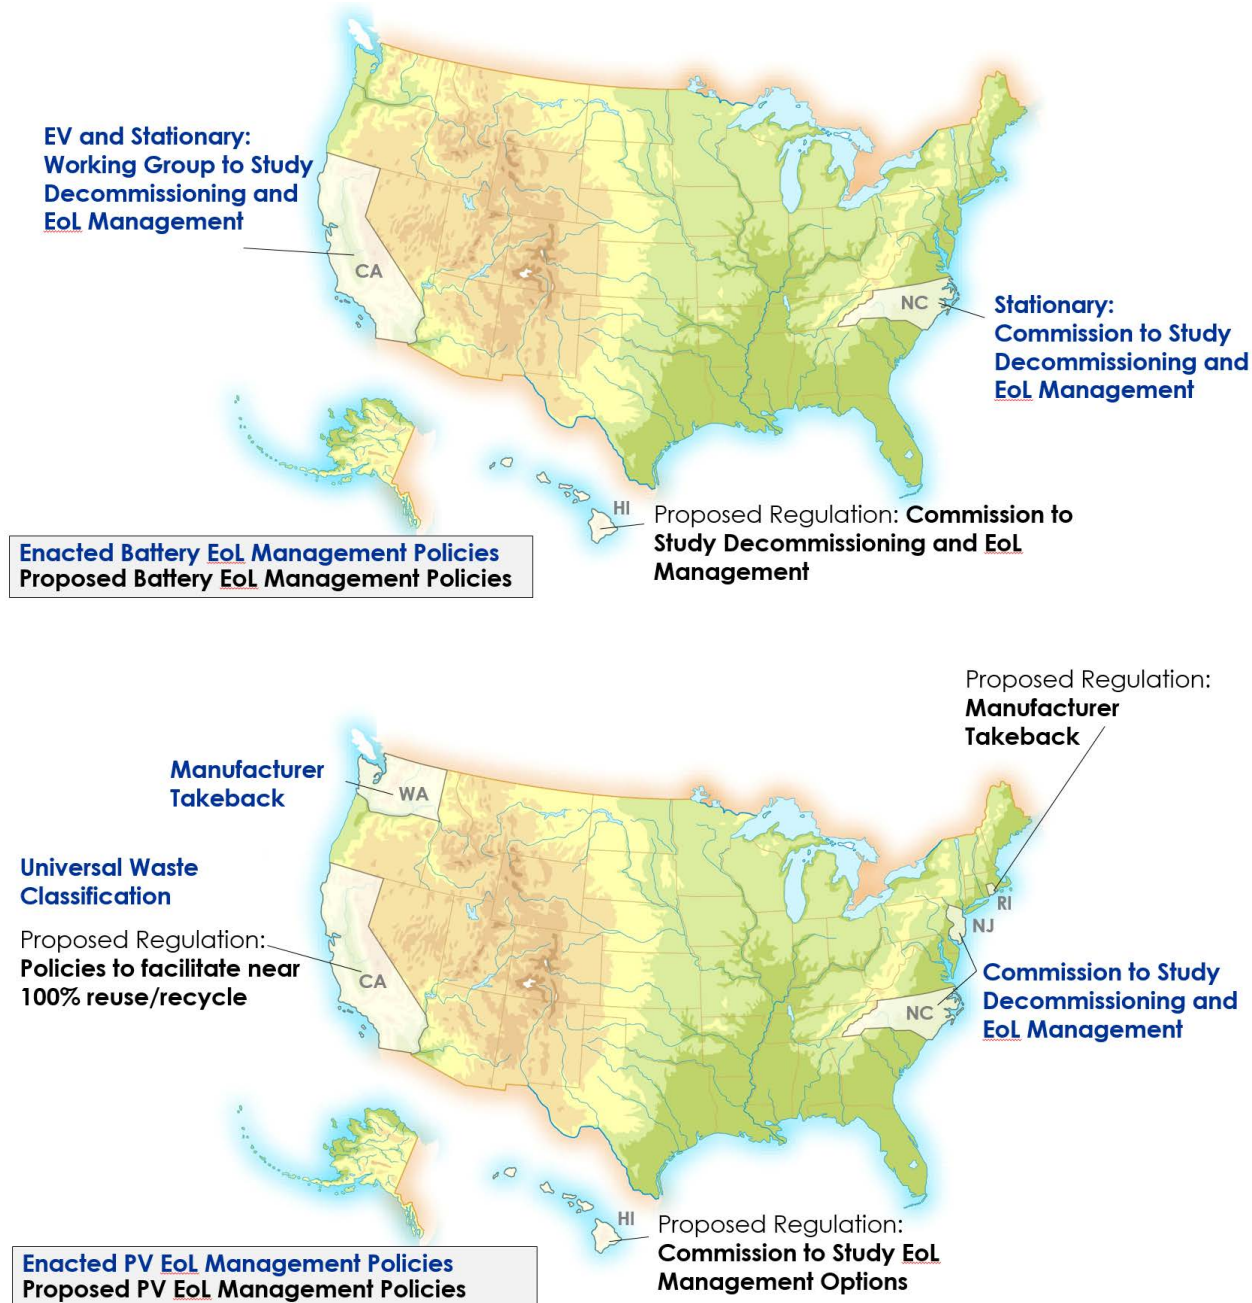 EV and Stationary:
Working Group to Study
Decommissioning and
EoL Management
CA
NC
Stationary:
Commission to Study
Decommissioning and
EoL Management
HI
Proposed Regulation: Commission to
Study Decommissioning and EoL
Management
Enacted Battery EoL Management Policies
Proposed Battery EoL Management Policies
Proposed Regulation:
Manufacturer
Takeback
Manufacturer
Takeback
WA
Universal Waste
Classification
Proposed Regulation:
Policies to facilitate near
100% reuse/recycle
CA
RI
NJ
NC
Commission to Study
Decommissioning and
EoL Management
HI
Proposed Regulation:
Commission to Study EoL
Management Options
Enacted PV EoL Management Policies
Proposed PV EoL Management Policies